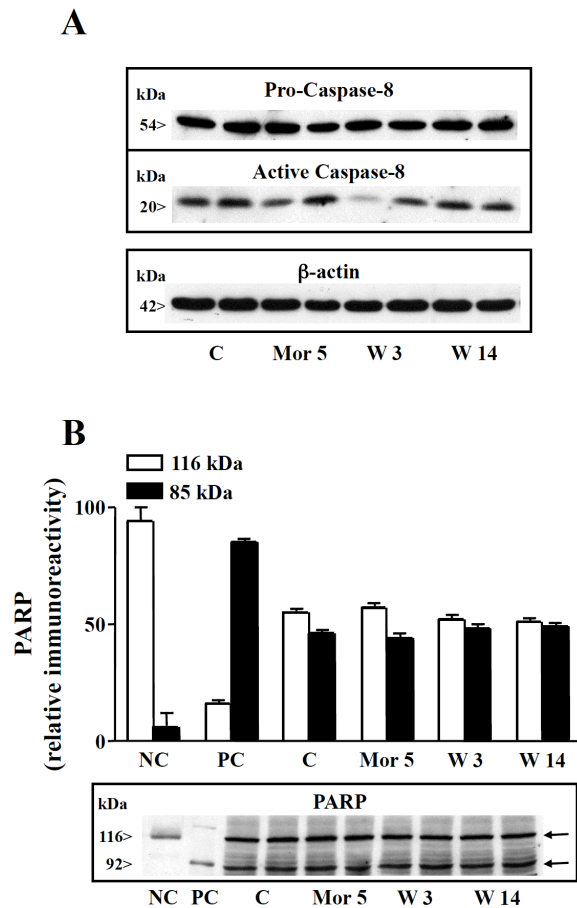 A
kDa
Pro-Caspase-8
54>
kDa
Active Caspase-8
20>
kDa
β-actin
42>
C Mor 5 W 3 W 14
B
116 kDa
85 kDa
PARP
(relative immunoreactivity)
100
50
0
NC PC C Mor 5 W 3 W 14
kDa
PARP
116>
92>
NC PC C Mor 5 W 3 W 14